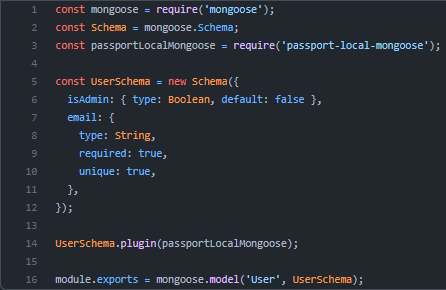 1 const mongoose = require('mongoose');
2 const Schema = mongoose.Schema;
3 const passportLocalMongoose = require('passport-local-mongoose');
4
5 const UserSchema = new Schema({
6   isAdmin: { type: Boolean, default: false },
7   email: {
8     type: String,
9     required: true,
10     unique: true,
11   },
12 });
13
14 UserSchema.plugin(passportLocalMongoose);
15
16 module.exports = mongoose.model('User', UserSchema);